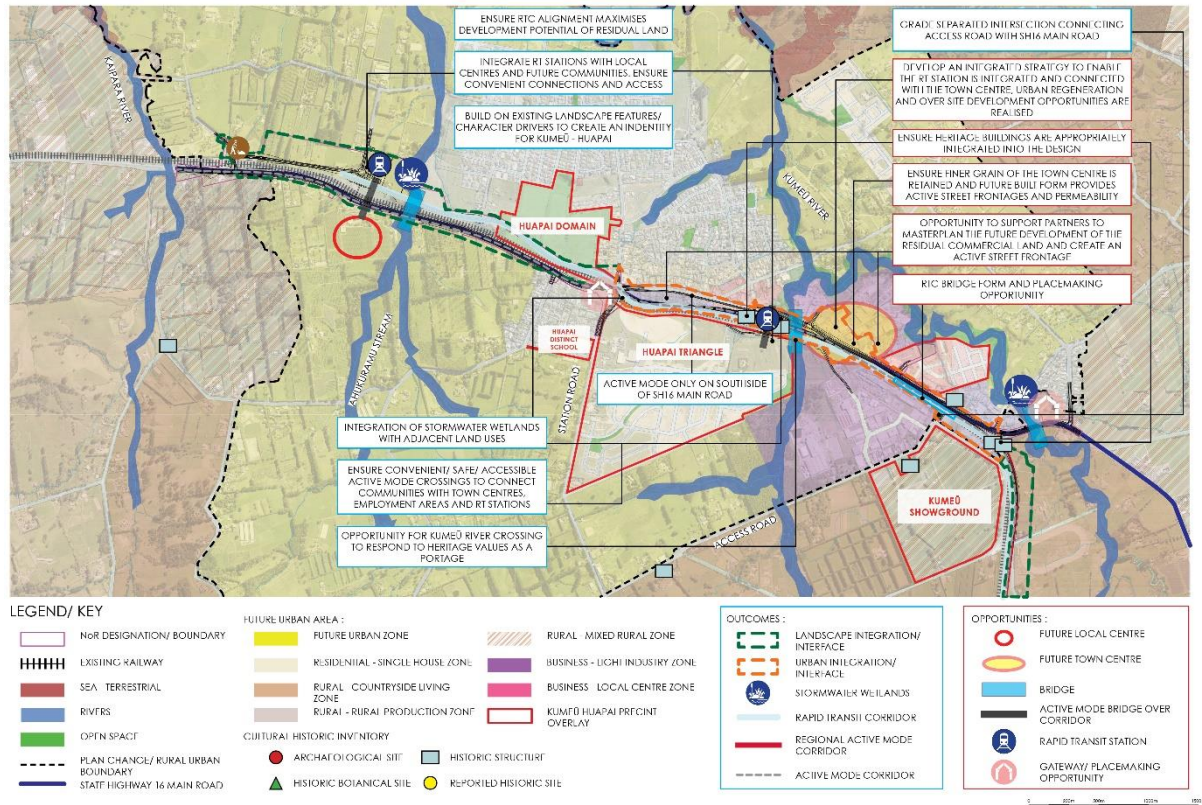 ENSURE RTC ALIGNMENT MAXIMISES
DEVELOPMENT POTENTIAL OF RESIDUAL LAND
INTEGRATE RT STATIONS WITH LOCAL
CENTRES AND FUTURE COMMUNITIES, ENSURE
CONVENIENT CONNECTIONS AND ACCESS
BUILD ON EXISTING LANDSCAPE FEATURES/
CHARACTER DRIVERS TO CREATE AN INDENTITY
FOR KUMEŪ - HUAPAI
GRADE SEPARATED INTERSECTION CONNECTING
ACCESS ROAD WITH SH16 MAIN ROAD
DEVELOP AN INTEGRATED STRATEGY TO ENABLE
THE RT STATION IS INTEGRATED AND CONNECTED
WITH THE TOWN CENTRE, URBAN REGENERATION
AND OVER SITE DEVELOPMENT OPPORTUNITIES ARE
REALISED
ENSURE HERITAGE BUILDINGS ARE APPROPRIATELY
INTEGRATED INTO THE DESIGN
ENSURE FINER GRAIN OF THE TOWN CENTRE IS
RETAINED AND FUTURE BUILT FORM PROVIDES
ACTIVE STREET FRONTAGES AND PERMEABILITY
OPPORTUNITY TO SUPPORT PARTNERS TO
MASTERPLAN THE FUTURE DEVELOPMENT OF THE
RESIDUAL COMMERCIAL LAND AND CREATE AN
ACTIVE STREET FRONTAGE
RTC BRIDGE FORM AND PLACEMAKING
OPPORTUNITY
KAIPARA RIVER
KUMEŪ RIVER
HUAPAI DOMAIN
AHUKURAMU STREAM
HUAPAI
DISTINCT
SCHOOL
HUAPAI TRIANGLE
STATION ROAD
ACTIVE MODE ONLY ON SOUTH SIDE
OF SH16 MAIN ROAD
INTEGRATION OF STORMWATER WETLANDS
WITH ADJACENT LAND USES
ENSURE CONVENIENT/ SAFE/ ACCESSIBLE
ACTIVE MODE CROSSINGS TO CONNECT
COMMUNITIES WITH TOWN CENTRES,
EMPLOYMENT AREAS AND RT STATIONS
OPPORTUNITY FOR KUMEŪ RIVER CROSSING
TO RESPOND TO HERITAGE VALUES AS A
PORTAGE
ACCESS ROAD
KUMEŪ
SHOWGROUND
LEGEND/ KEY
NoR DESIGNATION/ BOUNDARY
EXISTING RAILWAY
SEA - TERRESTRIAL
RIVERS
OPEN SPACE
PLAN CHANGE/ RURAL URBAN
BOUNDARY
STATE HIGHWAY 16 MAIN ROAD
FUTURE URBAN AREA :
FUTURE URBAN ZONE
RESIDENTIAL - SINGLE HOUSE ZONE
RURAL - COUNTRYSIDE LIVING
ZONE
RURAL - RURAL PRODUCTION ZONE
RURAL - MIXED RURAL ZONE
BUSINESS - LIGHT INDUSTRY ZONE
BUSINESS - LOCAL CENTRE ZONE
KUMEŪ HUAPAI PRECINT
OVERLAY
CULTURAL HISTORIC INVENTORY
ARCHAEOLOGICAL SITE
HISTORIC STRUCTURE
HISTORIC BOTANICAL SITE
REPORTED HISTORIC SITE
OUTCOMES :
LANDSCAPE INTEGRATION/
INTERFACE
URBAN INTEGRATION/
INTERFACE
STORMWATER WETLANDS
RAPID TRANSIT CORRIDOR
REGIONAL ACTIVE MODE
CORRIDOR
ACTIVE MODE CORRIDOR
OPPORTUNITIES :
FUTURE LOCAL CENTRE
FUTURE TOWN CENTRE
BRIDGE
ACTIVE MODE BRIDGE OVER
CORRIDOR
RAPID TRANSIT STATION
GATEWAY/ PLACEMAKING
OPPORTUNITY